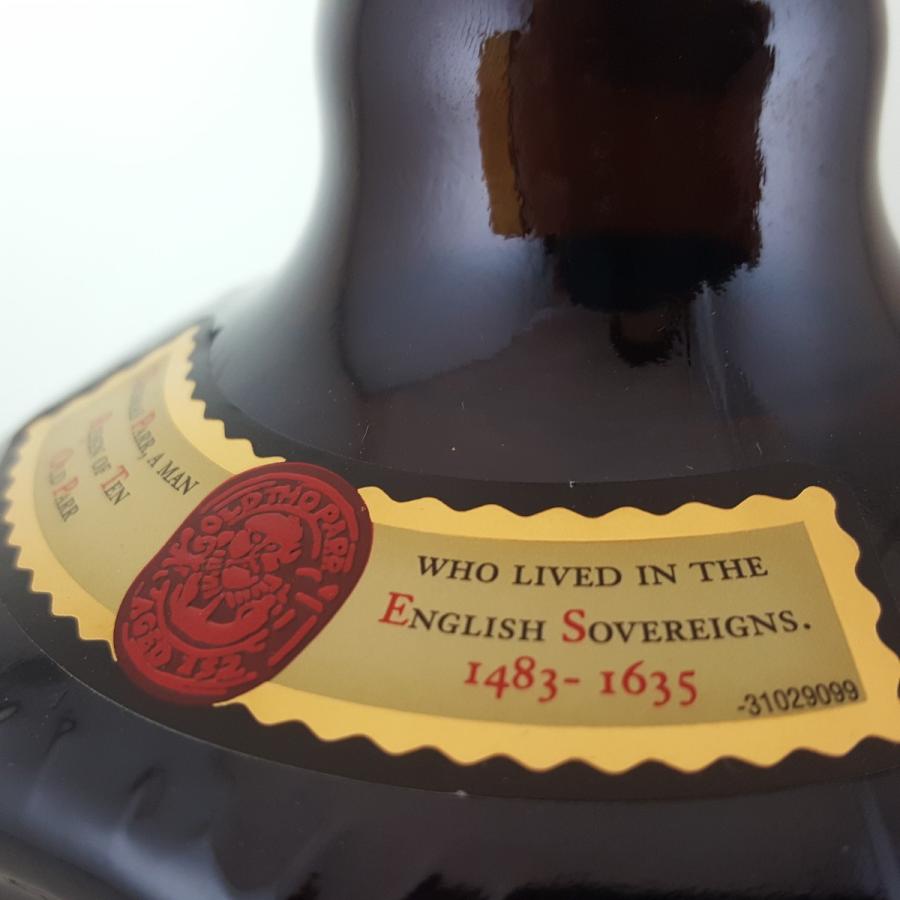 PARR, A MAN
REIGN OF TEN
OLD PARR
OLD THO PARR
AGED 152
WHO LIVED IN THE
ENGLISH SOVEREIGNS.
1483- 1635
-31029099